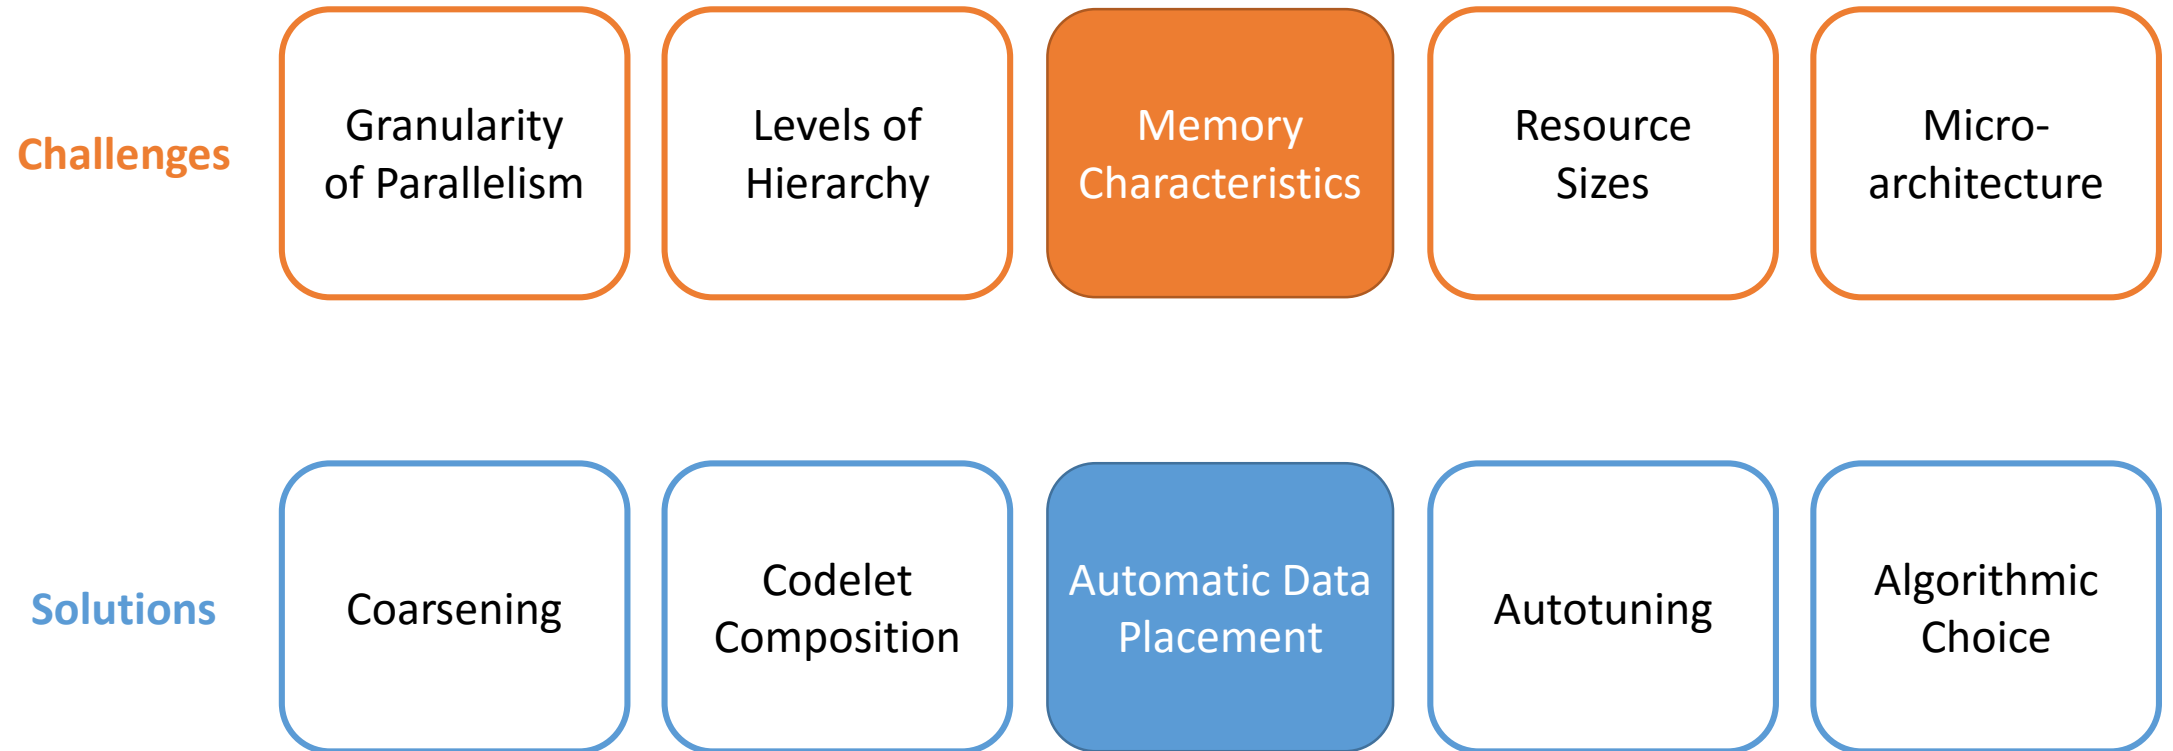 Challenges
Granularity
of Parallelism
Levels of
Hierarchy
Memory
Characteristics
Resource
Sizes
Micro-
architecture
Solutions
Coarsening
Codelet
Composition
Automatic Data
Placement
Autotuning
Algorithmic
Choice